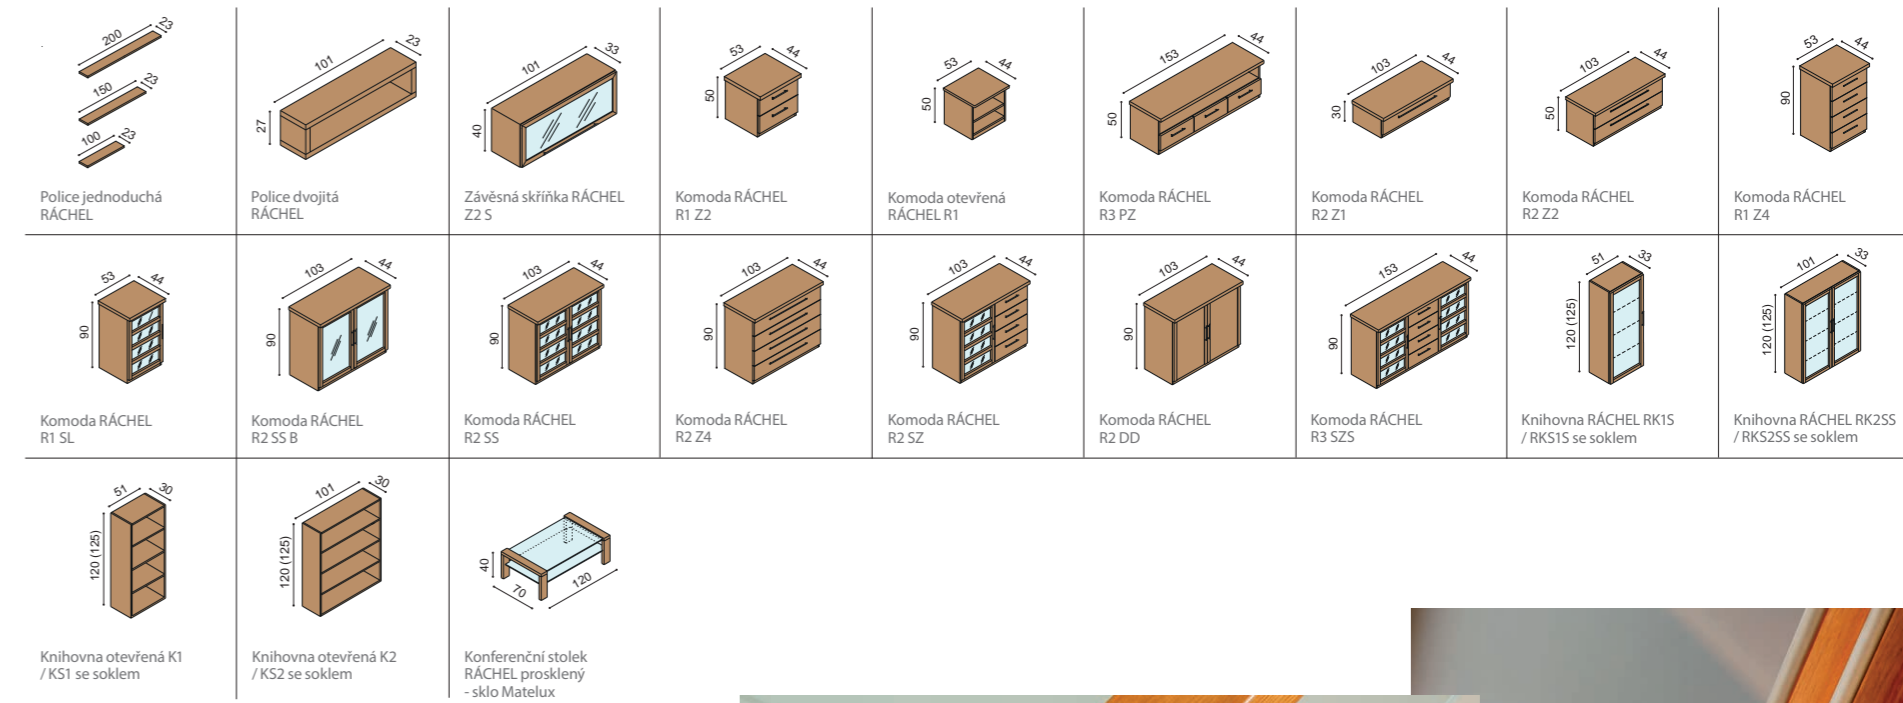 200
23
150
23
100
23
Police jednoduchá
RÁCHEL
101
23
27
Police dvojitá
RÁCHEL
101
33
40
Závěsná skříňka RÁCHEL
Z2 S
53
44
50
Komoda RÁCHEL
R1 Z2
53
44
50
Komoda otevřená
RÁCHEL R1
153
44
50
Komoda RÁCHEL
R3 PZ
103
44
30
Komoda RÁCHEL
R2 Z1
103
44
50
Komoda RÁCHEL
R2 Z2
53
44
90
Komoda RÁCHEL
R1 Z4
53
44
90
Komoda RÁCHEL
R1 SL
103
44
90
Komoda RÁCHEL
R2 SS B
103
44
90
Komoda RÁCHEL
R2 SS
103
44
90
Komoda RÁCHEL
R2 Z4
103
44
90
Komoda RÁCHEL
R2 SZ
103
44
90
Komoda RÁCHEL
R2 DD
153
44
90
Komoda RÁCHEL
R3 SZS
51
33
120 (125)
Knihovna RÁCHEL RK1S
/ RKS1S se soklem
101
33
120 (125)
Knihovna RÁCHEL RK2SS
/ RKS2SS se soklem
51
30
120 (125)
Knihovna otevřená K1
/ KS1 se soklem
101
30
120 (125)
Knihovna otevřená K2
/ KS2 se soklem
40
70
120
Konferenční stolek
RÁCHEL prosklený
- sklo Matelux